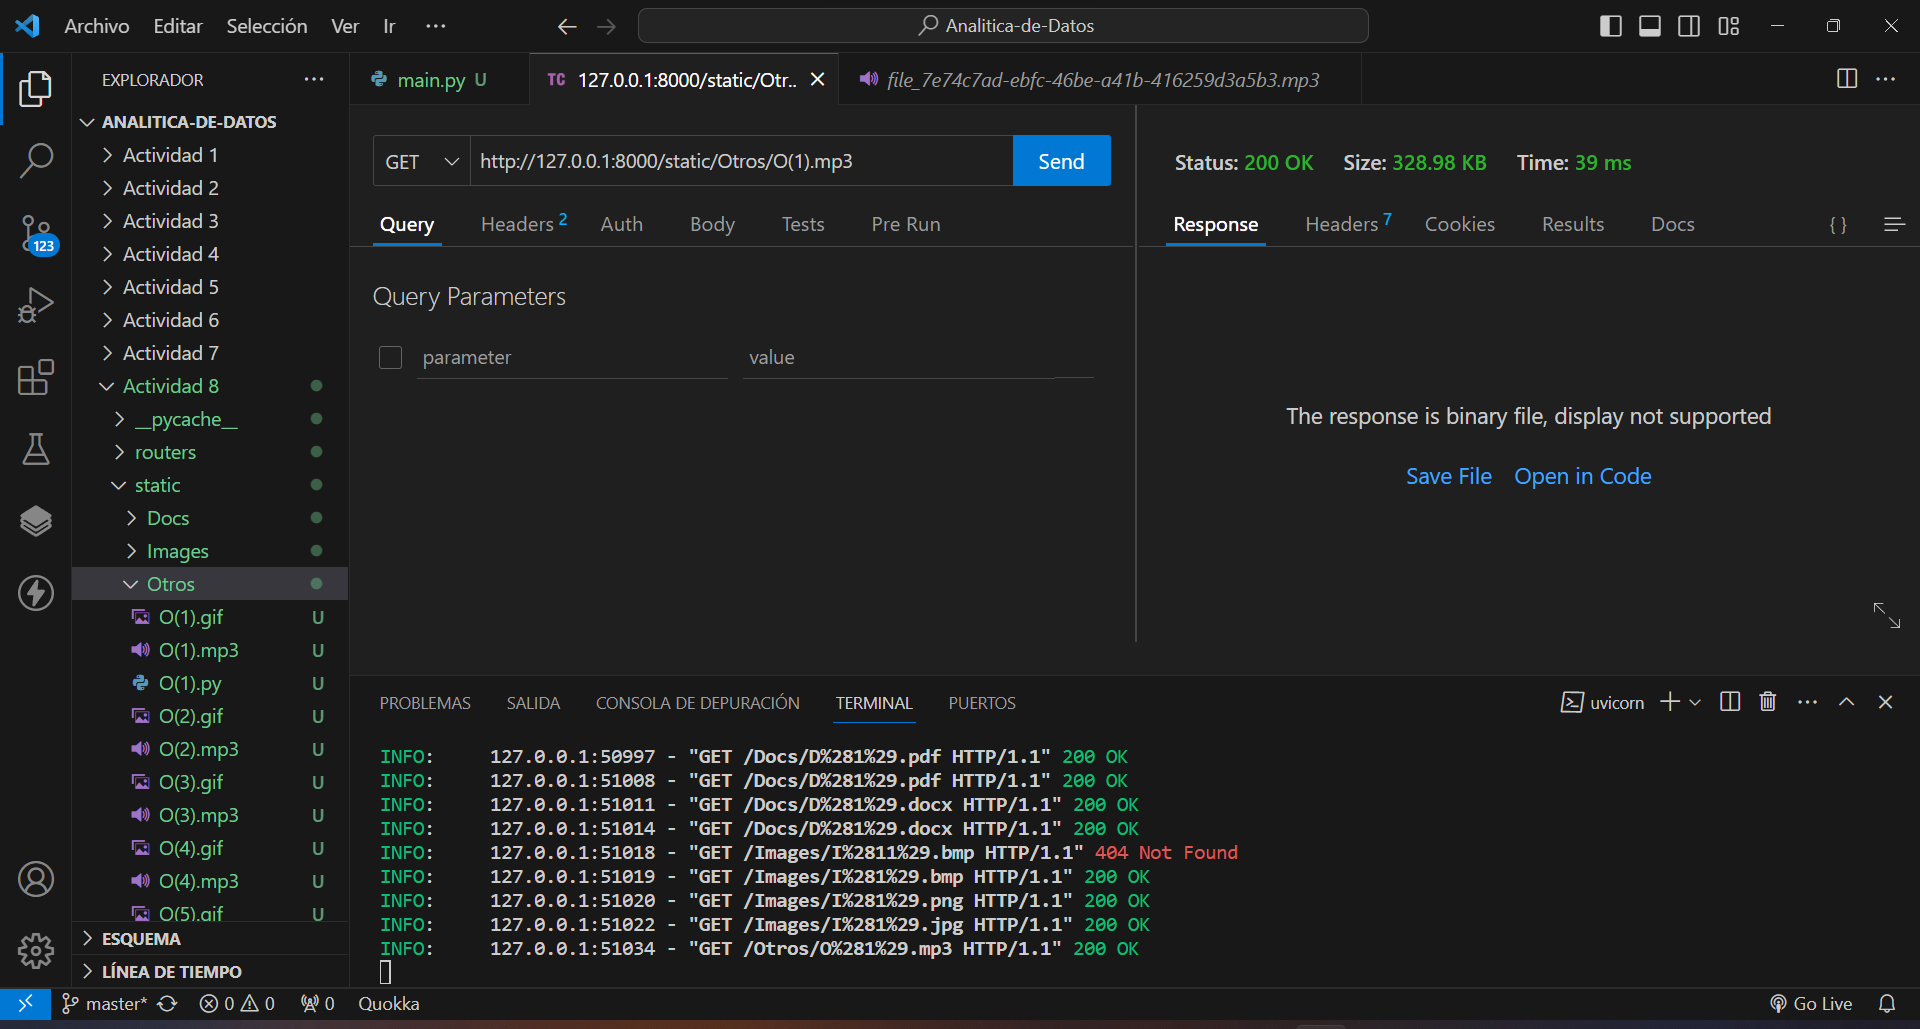 Archivo Editar Selección Ver Ir ··· Analitica-de-Datos
EXPLORADOR ···
main.py U
TC 127.0.0.1:8000/static/Otr..
file_7e74c7ad-ebfc-46be-a41b-416259d3a5b3.mp3
ANALITICA-DE-DATOS
Actividad 1
Actividad 2
Actividad 3
Actividad 4
Actividad 5
Actividad 6
Actividad 7
Actividad 8
__pycache__
routers
static
Docs
Images
Otros
O(1).gif U
O(1).mp3 U
O(1).py U
O(2).gif U
O(2).mp3 U
O(3).gif U
O(3).mp3 U
O(4).gif U
O(4).mp3 U
O(5).gif U
ESQUEMA
LÍNEA DE TIEMPO
123
GET http://127.0.0.1:8000/static/Otros/O(1).mp3 Send
Query Headers 2 Auth Body Tests Pre Run
Query Parameters
parameter value
Status: 200 OK Size: 328.98 KB Time: 39 ms
Response Headers 7 Cookies Results Docs { }
The response is binary file, display not supported
Save File Open in Code
PROBLEMAS SALIDA CONSOLA DE DEPURACIÓN TERMINAL PUERTOS uvicorn
INFO: 127.0.0.1:50997 - "GET /Docs/D%281%29.pdf HTTP/1.1" 200 OK
INFO: 127.0.0.1:51008 - "GET /Docs/D%281%29.pdf HTTP/1.1" 200 OK
INFO: 127.0.0.1:51011 - "GET /Docs/D%281%29.docx HTTP/1.1" 200 OK
INFO: 127.0.0.1:51014 - "GET /Docs/D%281%29.docx HTTP/1.1" 200 OK
INFO: 127.0.0.1:51018 - "GET /Images/I%2811%29.bmp HTTP/1.1" 404 Not Found
INFO: 127.0.0.1:51019 - "GET /Images/I%281%29.bmp HTTP/1.1" 200 OK
INFO: 127.0.0.1:51020 - "GET /Images/I%281%29.png HTTP/1.1" 200 OK
INFO: 127.0.0.1:51022 - "GET /Images/I%281%29.jpg HTTP/1.1" 200 OK
INFO: 127.0.0.1:51034 - "GET /Otros/O%281%29.mp3 HTTP/1.1" 200 OK
master* 0 0 0 Quokka Go Live